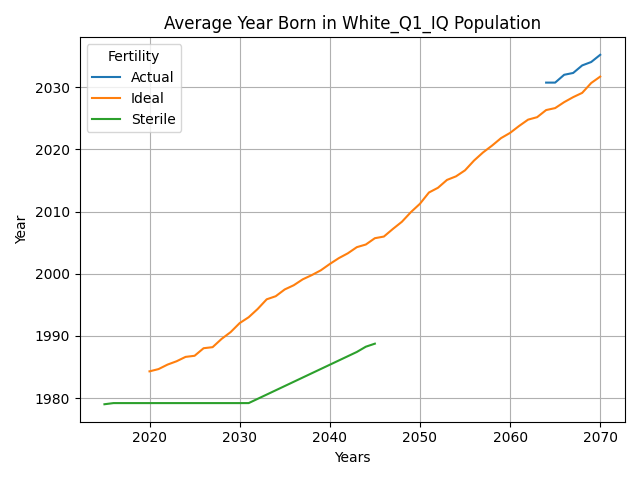 Average Year Born in White_Q1_IQ Population
Fertility
Actual
Ideal
Sterile
2030
2020
2010
2000
1990
1980
Year
2020 2030 2040 2050 2060 2070
Years